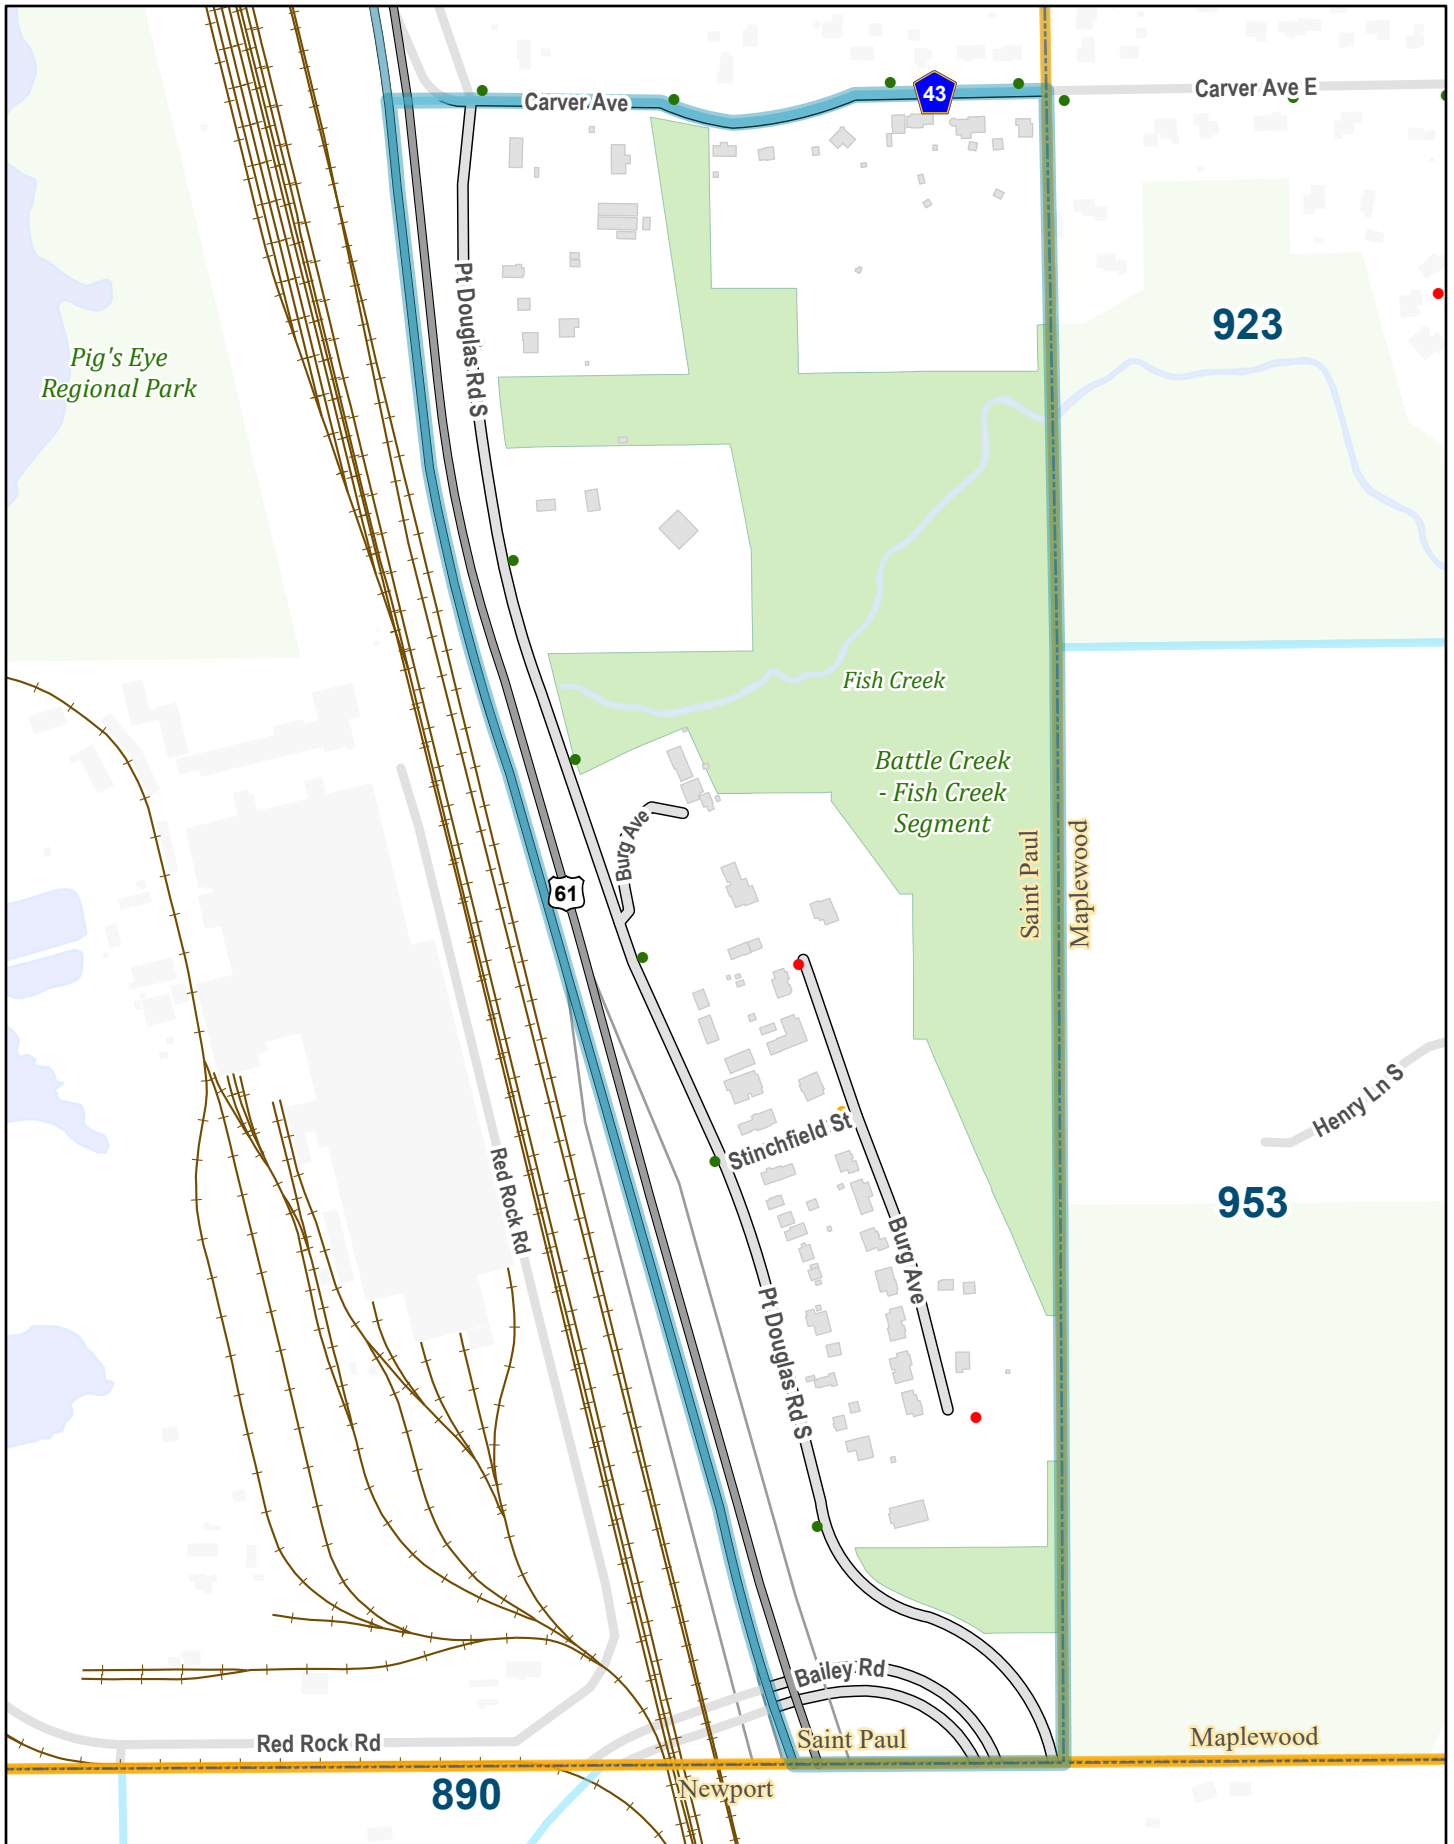 43
Carver Ave
Carver Ave E
Pt Douglas Rd S
923
Pig's Eye
Regional Park
Fish Creek
Battle Creek
- Fish Creek
Segment
Burg Ave
Saint Paul
Maplewood
61
Stinchfield St
Henry Ln S
Red Rock Rd
953
Burg Ave
Pt Douglas Rd S
Bailey Rd
Red Rock Rd
Saint Paul
Maplewood
890
Newport